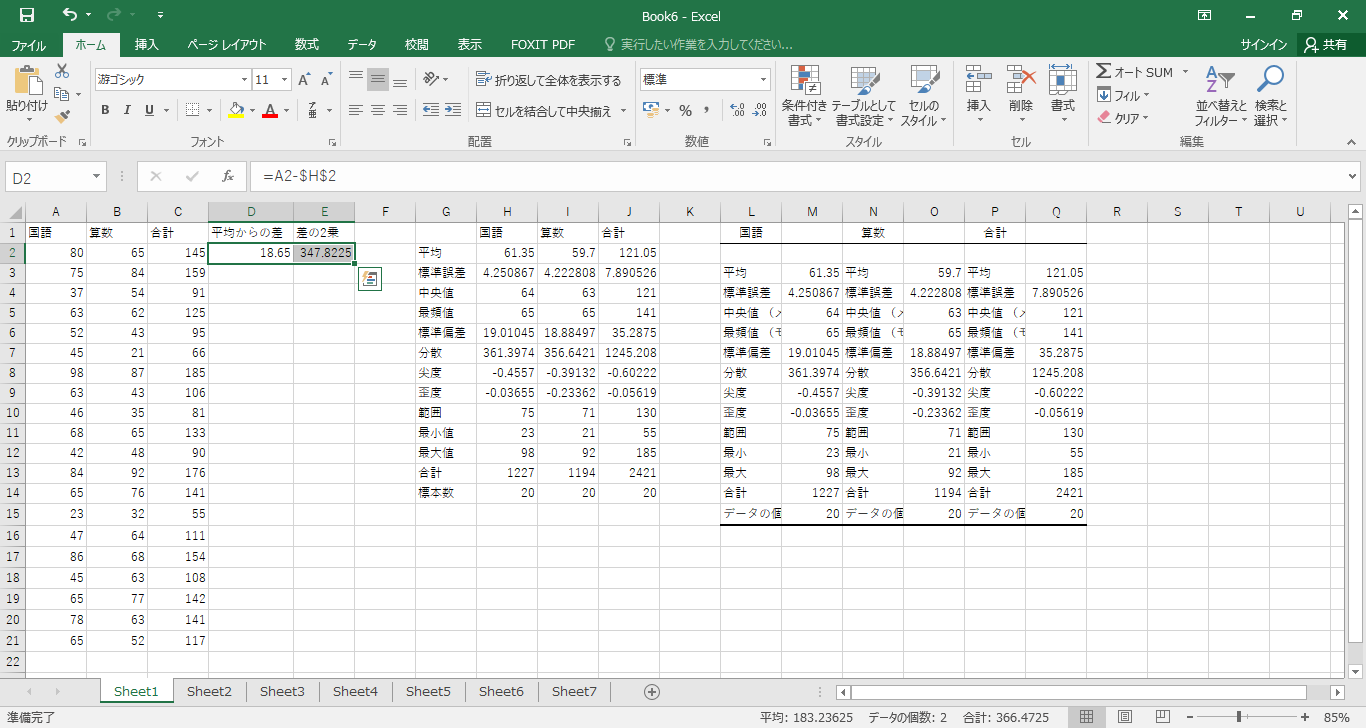 Book6 - Excel
ファイル ホーム 挿入 ページ レイアウト 数式 データ 校閲 表示 FOXIT PDF 実行したい作業を入力してください... サインイン 共有
貼り付け 游ゴシック 11 折り返して全体を表示する 標準 条件付き 書式 テーブルとして 書式設定 セルの スタイル 挿入 削除 書式 オート SUM 並べ替えと フィルター 検索と 選択
B I U セルを結合して中央揃え % フィル クリア
クリップボード フォント 配置 数値 スタイル セル 編集
D2 fx =A2-$H$2
A B C D E F G H I J K L M N O P Q R S T U
1 国語 算数 合計 平均からの差 差の2乗 国語 算数 合計 国語 算数 合計
2 80 65 145 18.65 347.8225 平均 61.35 59.7 121.05
3 75 84 159 標準誤差 4.250867 4.222808 7.890526 平均 61.35 平均 59.7 平均 121.05
4 37 54 91 中央値 64 63 121 標準誤差 4.250867 標準誤差 4.222808 標準誤差 7.890526
5 63 62 125 最頻値 65 65 141 中央値 (メ 64 中央値 (メ 63 中央値 (メ 121
6 52 43 95 標準偏差 19.01045 18.88497 35.2875 最頻値 (モ 65 最頻値 (モ 65 最頻値 (モ 141
7 45 21 66 分散 361.3974 356.6421 1245.208 標準偏差 19.01045 標準偏差 18.88497 標準偏差 35.2875
8 98 87 185 尖度 -0.4557 -0.39132 -0.60222 分散 361.3974 分散 356.6421 分散 1245.208
9 63 43 106 歪度 -0.03655 -0.23362 -0.05619 尖度 -0.4557 尖度 -0.39132 尖度 -0.60222
10 46 35 81 範囲 75 71 130 歪度 -0.03655 歪度 -0.23362 歪度 -0.05619
11 68 65 133 最小値 23 21 55 範囲 75 範囲 71 範囲 130
12 42 48 90 最大値 98 92 185 最小 23 最小 21 最小 55
13 84 92 176 合計 1227 1194 2421 最大 98 最大 92 最大 185
14 65 76 141 標本数 20 20 20 合計 1227 合計 1194 合計 2421
15 23 32 55 データの個 20 データの個 20 データの個 20
16 47 64 111
17 86 68 154
18 45 63 108
19 65 77 142
20 78 63 141
21 65 52 117
22
Sheet1 Sheet2 Sheet3 Sheet4 Sheet5 Sheet6 Sheet7
準備完了 平均: 183.23625 データの個数: 2 合計: 366.4725 85%